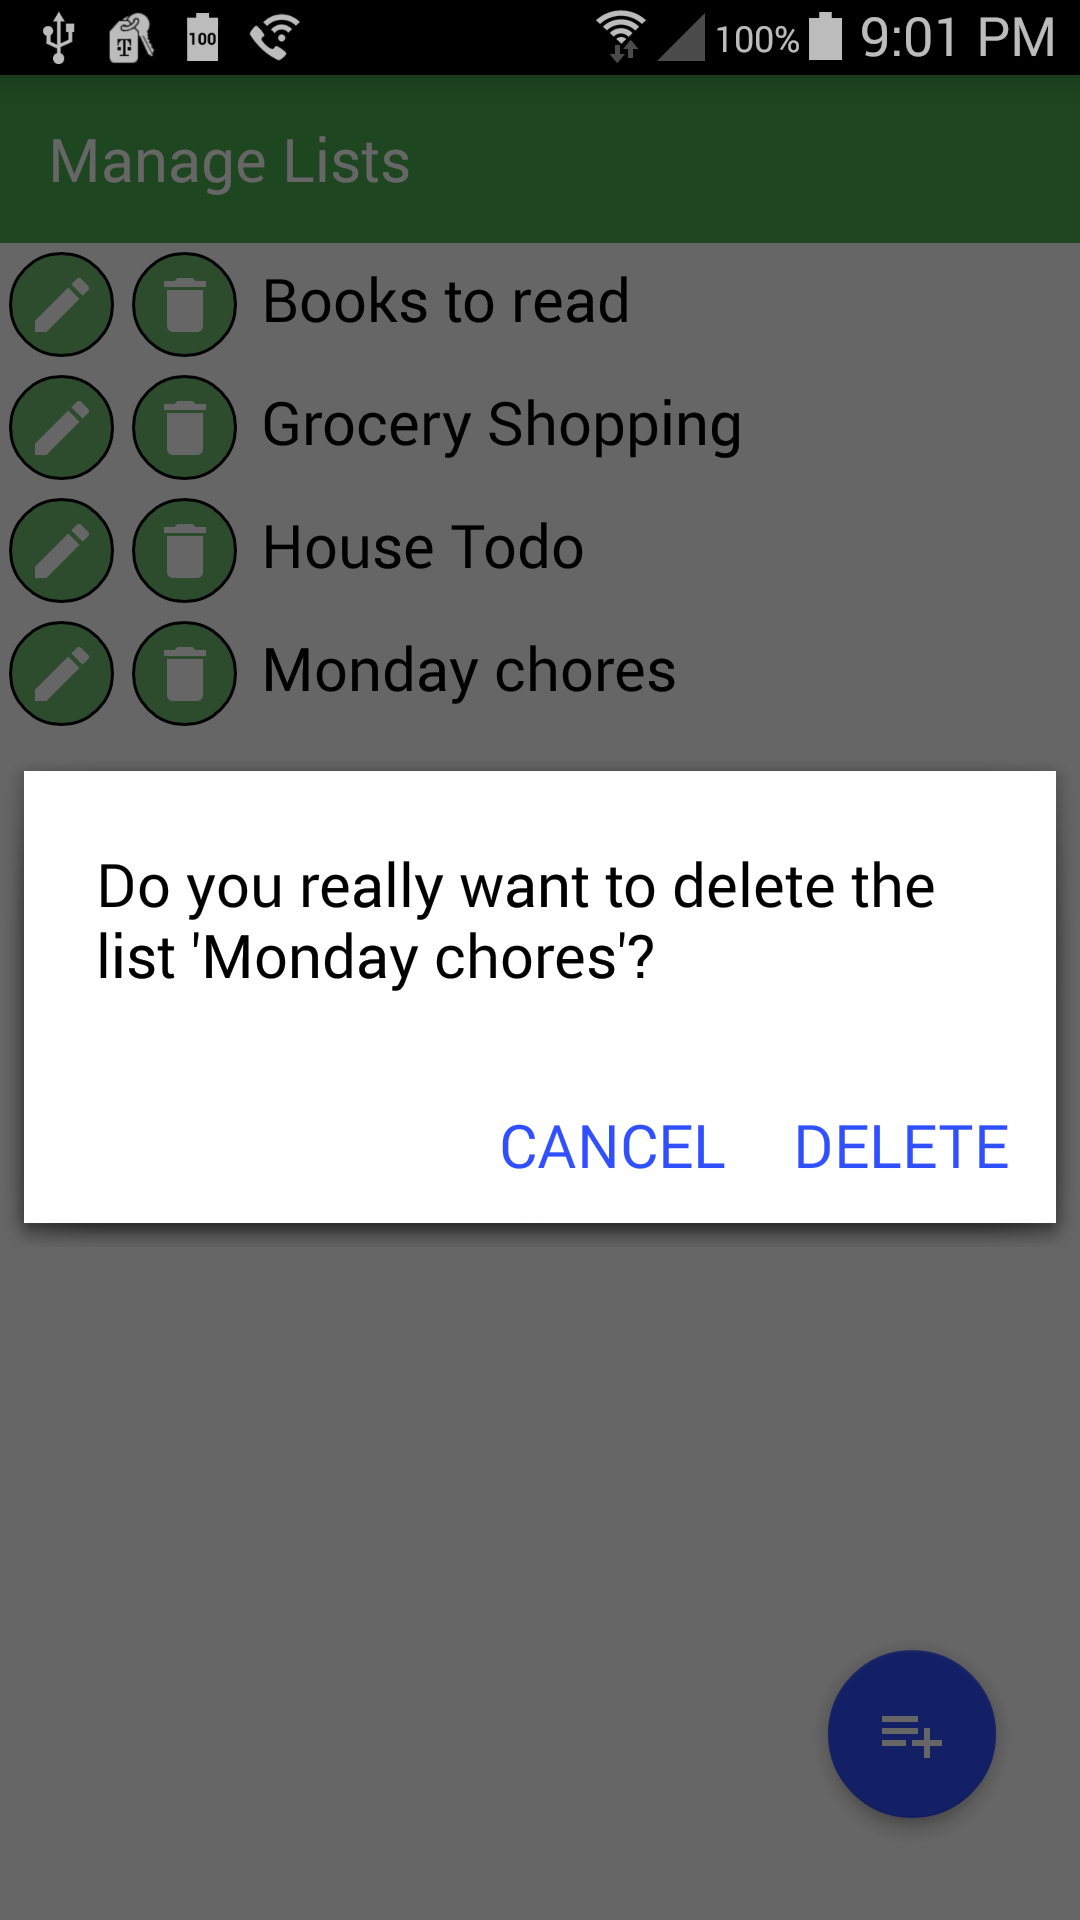 100 100% 9:01 PM
Manage Lists
Books to read
Grocery Shopping
House Todo
Monday chores
Do you really want to delete the
list 'Monday chores'?
CANCEL DELETE